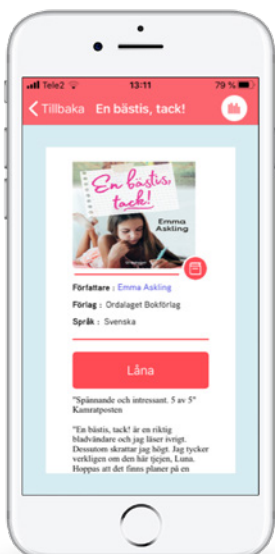 Tele2 13:11 79 %
Tillbaka En bästis, tack!
En bästis,
tack!
Emma
Askling
Författare : Emma Askling
Förlag : Ordalaget Bokförlag
Språk : Svenska
Låna
"Spännande och intressant. 5 av 5"
Kamratposten
"En bästis, tack! är en riktig
bladvändare och jag läser ivrigt.
Dessutom skrattar jag högt. Jag tycker
verkligen om den här tjejen, Luna.
Hoppas att det finns planer på en